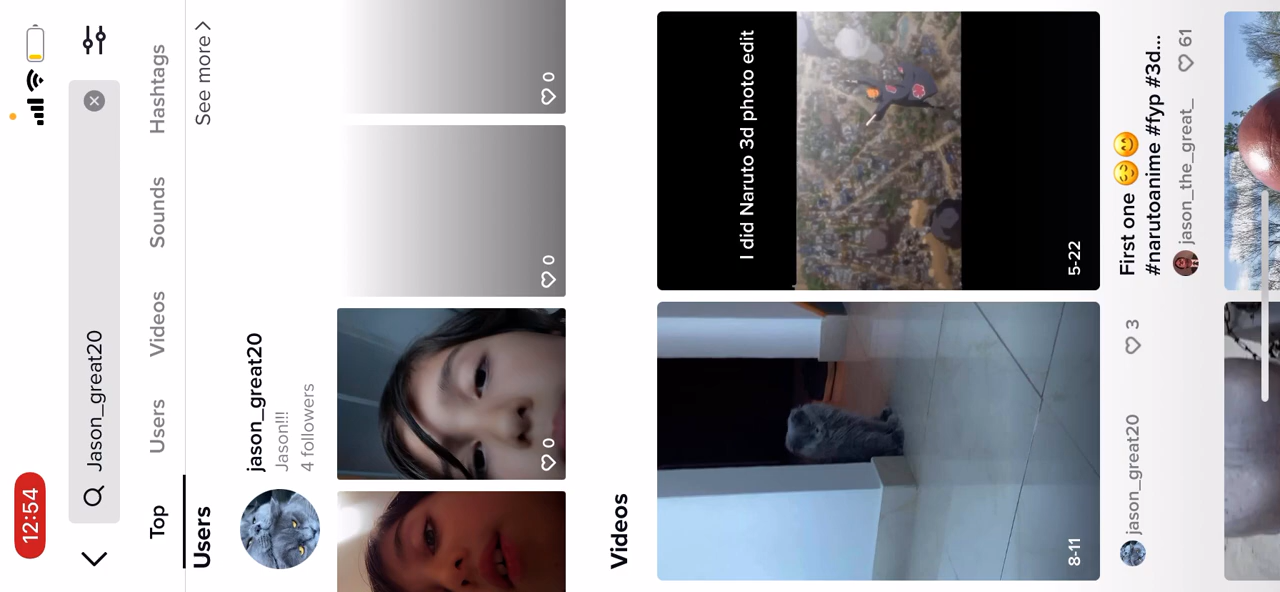 12:54
Jason_great20
Top Users Videos Sounds Hashtags
Users See more >
jason_great20
Jason!!!
4 followers
0
0
0
Videos
8-11
jason_great20 3
I did Naruto 3d photo edit
5-22
First one 😊😊
#narutoanime #fyp #3d...
jason_the_great_ 61